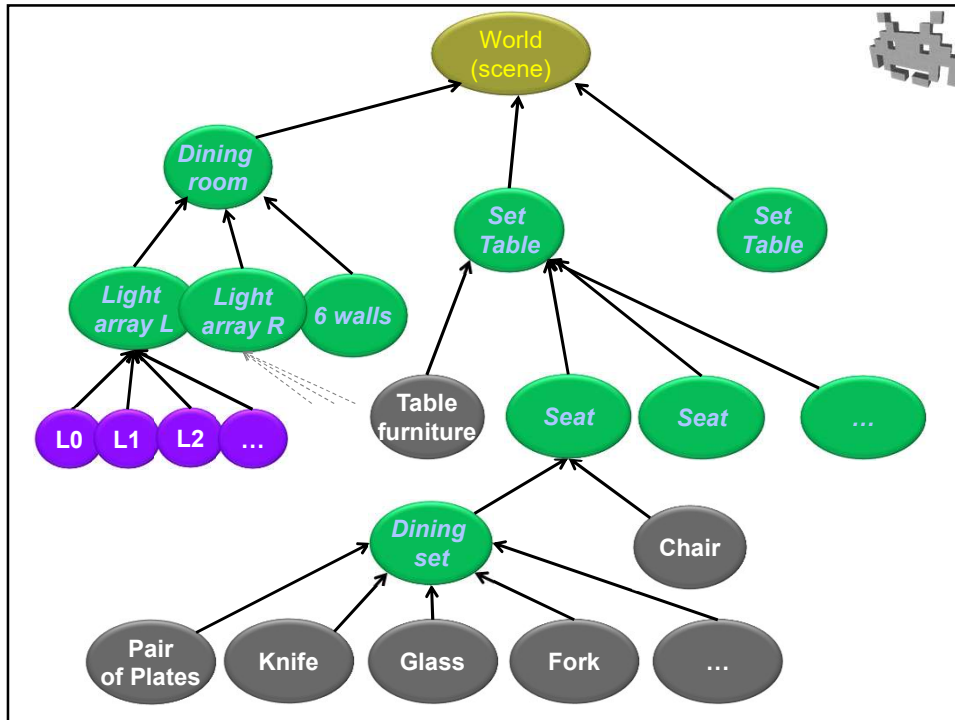 World
(scene)
Dining
room
Set
Table
Set
Table
Light
array L
Light
array R
6 walls
L0
L1
L2
…
Table
furniture
Seat
Seat
…
Dining
set
Chair
Pair
of Plates
Knife
Glass
Fork
…